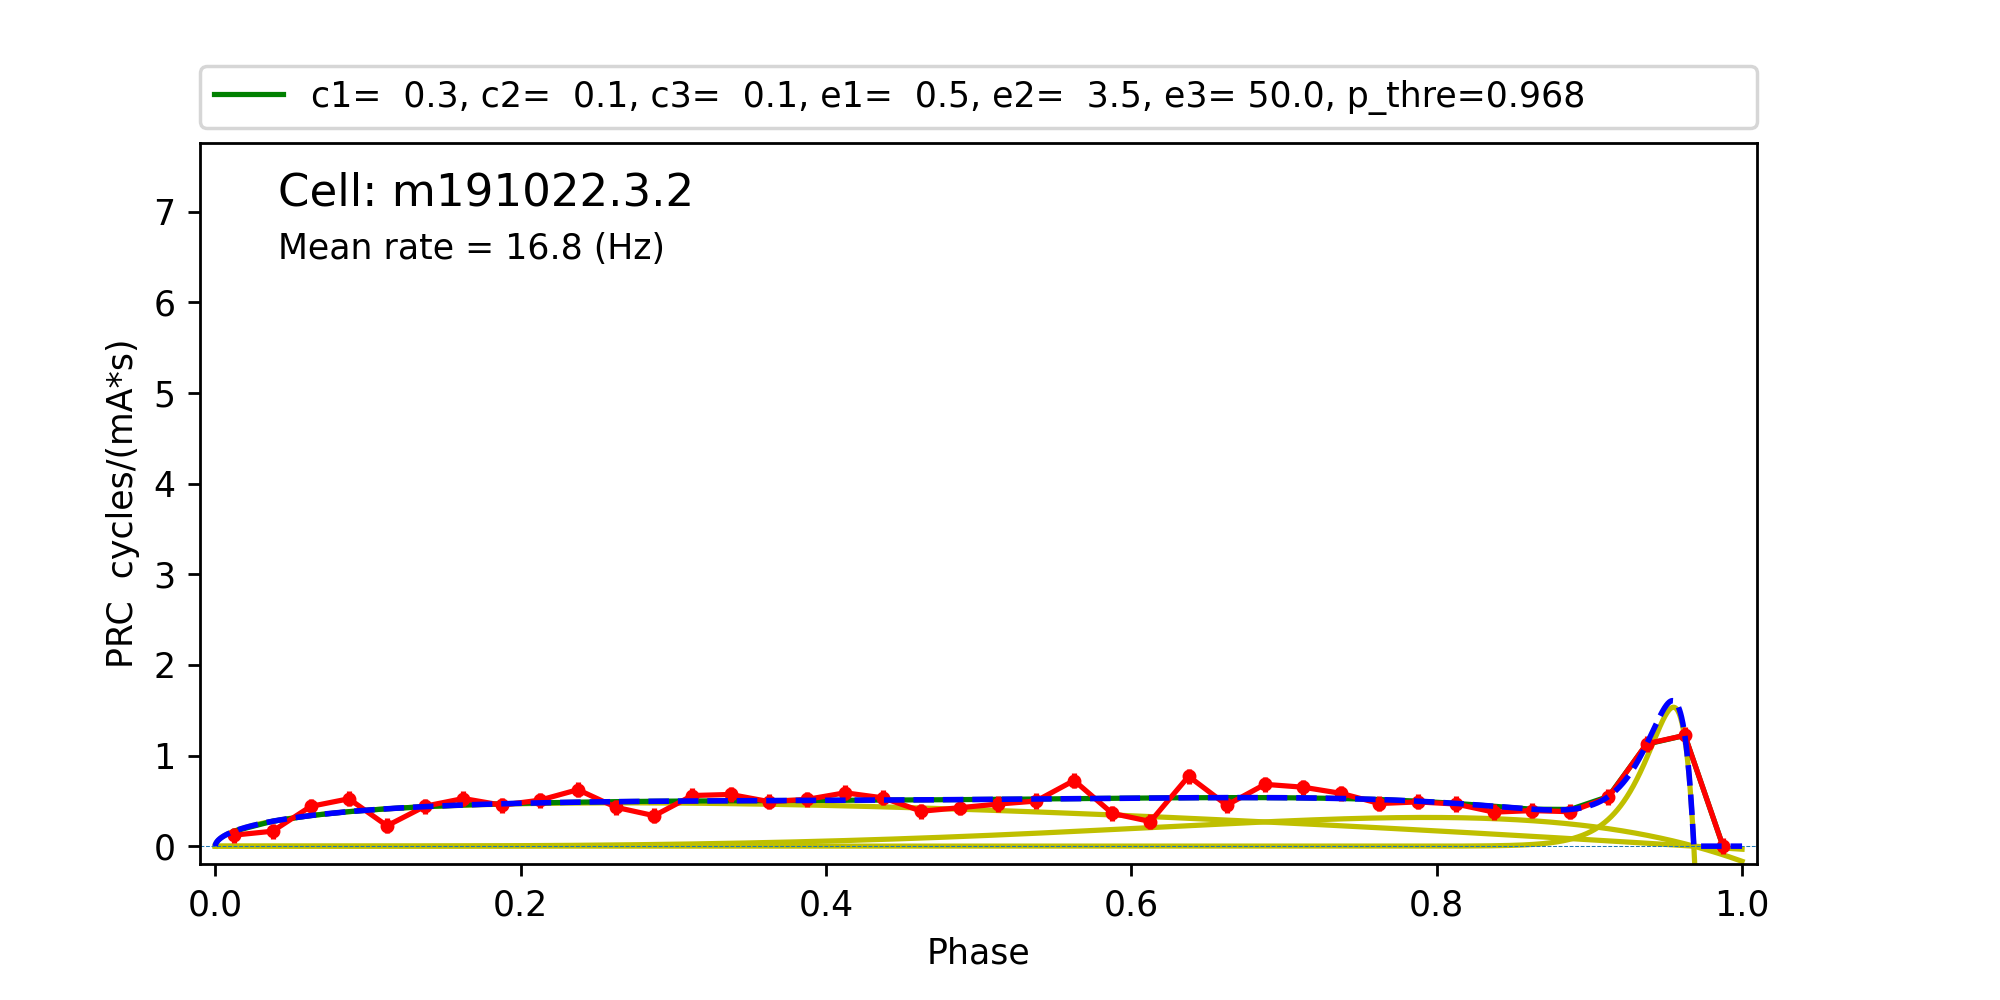 c1=  0.3, c2=  0.1, c3=  0.1, e1=  0.5, e2=  3.5, e3= 50.0, p_thre=0.968
Cell: m191022.3.2
Mean rate = 16.8 (Hz)
PRC  cycles/(mA*s)
7
6
5
4
3
2
1
0
0.0 0.2 0.4 0.6 0.8 1.0
Phase